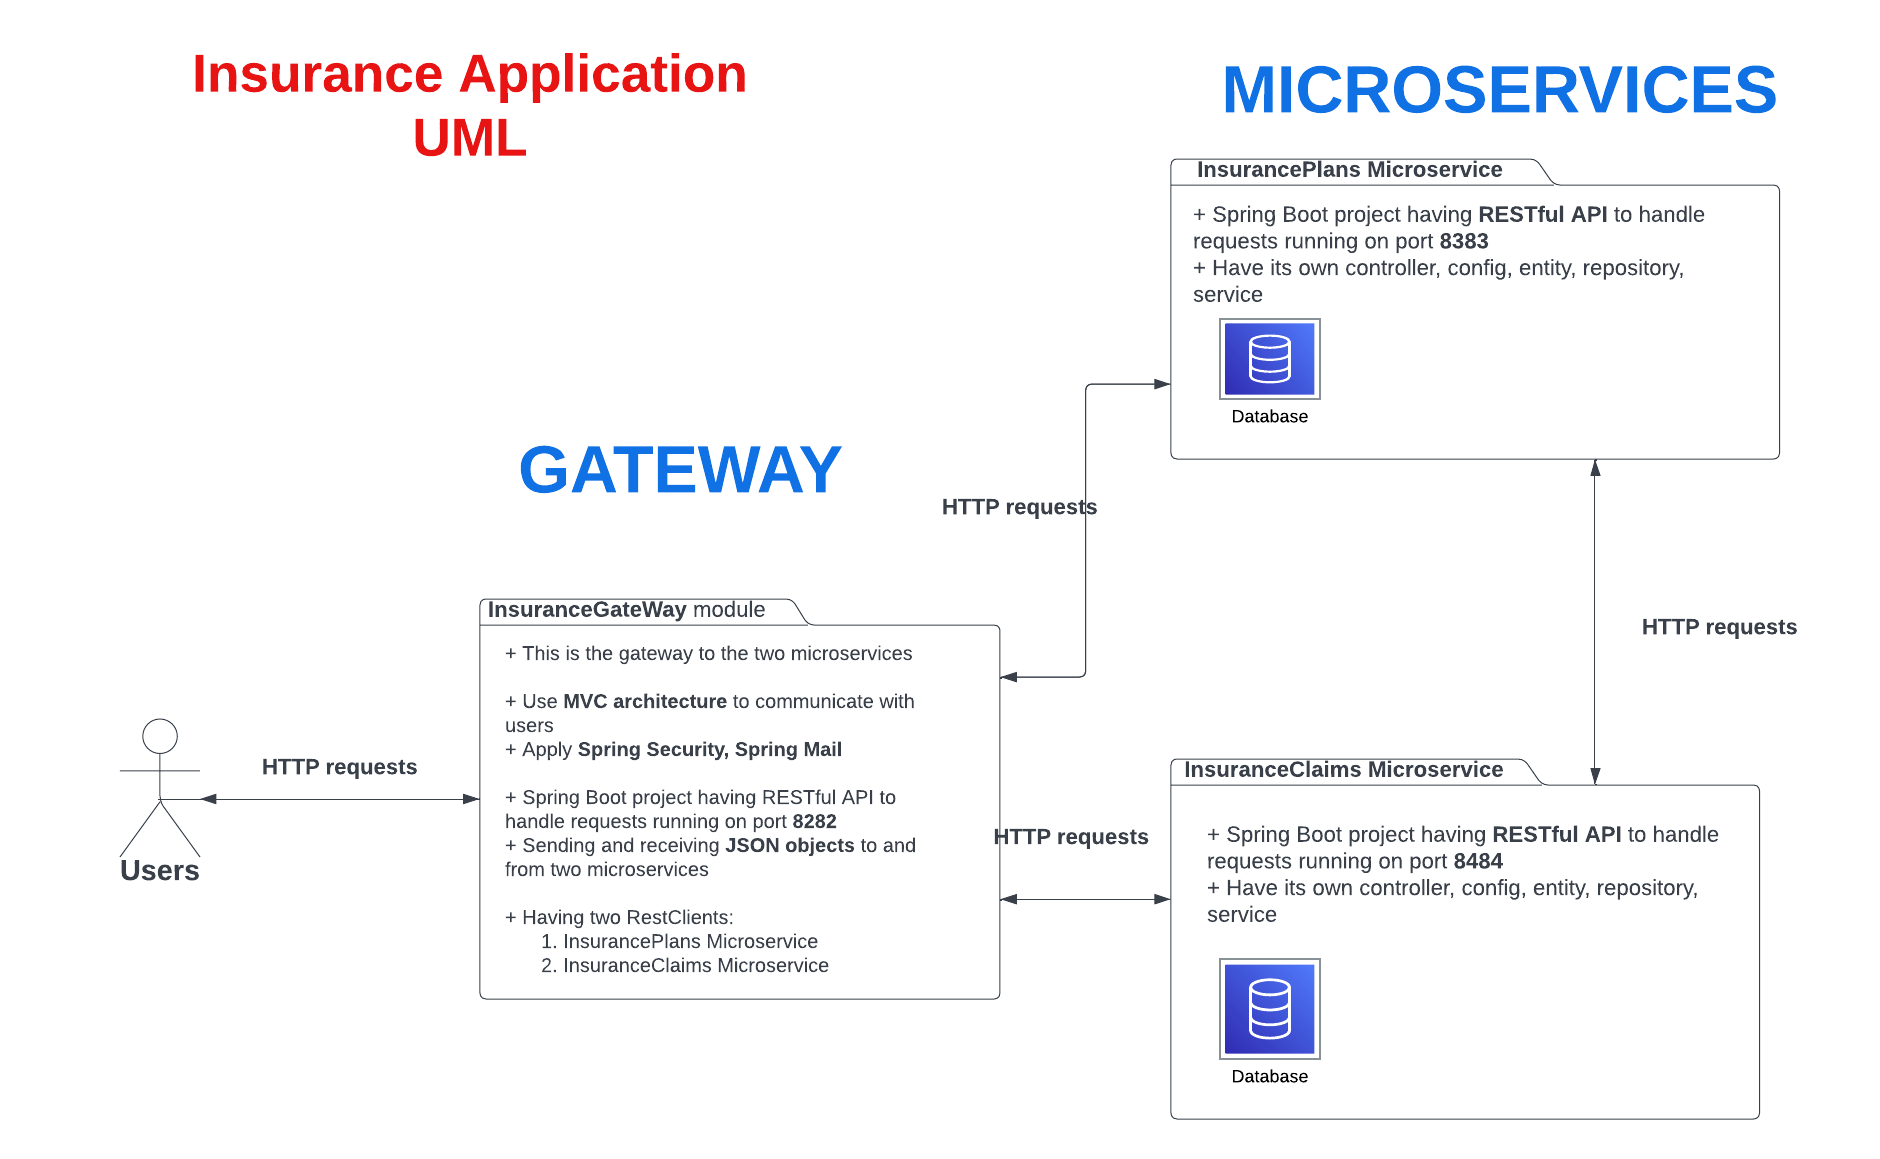 Insurance Application
UML
MICROSERVICES
InsurancePlans Microservice
+ Spring Boot project having RESTful API to handle
requests running on port 8383
+ Have its own controller, config, entity, repository,
service
Database
GATEWAY
HTTP requests
InsuranceGateWay module
+ This is the gateway to the two microservices
+ Use MVC architecture to communicate with
users
+ Apply Spring Security, Spring Mail
+ Spring Boot project having RESTful API to
handle requests running on port 8282
+ Sending and receiving JSON objects to and
from two microservices
+ Having two RestClients:
1. InsurancePlans Microservice
2. InsuranceClaims Microservice
HTTP requests
Users
HTTP requests
HTTP requests
InsuranceClaims Microservice
+ Spring Boot project having RESTful API to handle
requests running on port 8484
+ Have its own controller, config, entity, repository,
service
Database